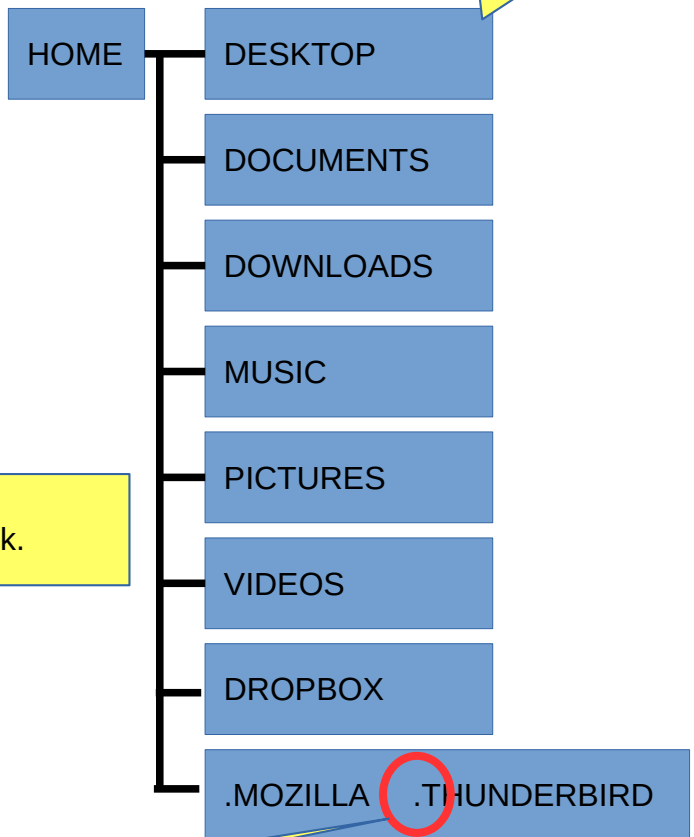 HOME
DESKTOP
DOCUMENTS
DOWNLOADS
MUSIC
PICTURES
k.
VIDEOS
DROPBOX
.MOZILLA .THUNDERBIRD